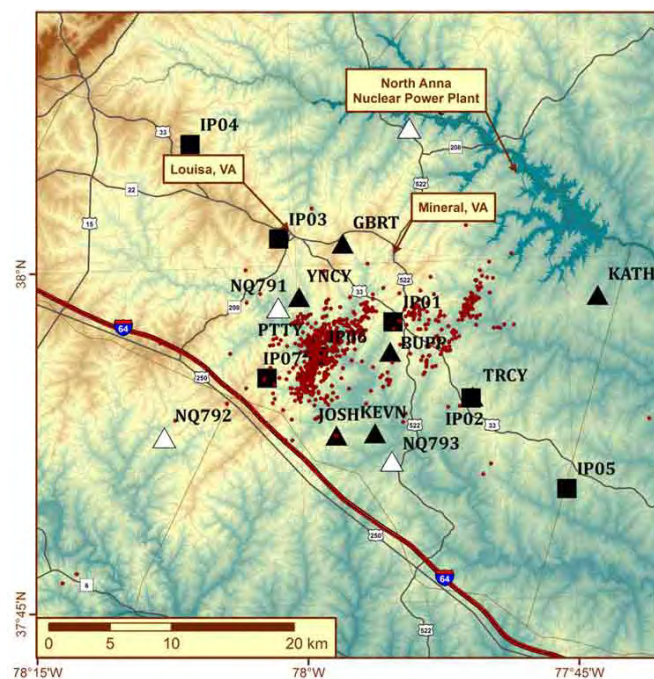 North Anna
Nuclear Power Plant
IP04
33
Louisa, VA
208
22
522
Mineral, VA
IP03
GBRT
15
38°N
NQ791
YNCY
522
KATH
33
IP01
208
64
PTTY
IP06
BUPP
IP07
250
TRCY
NQ792
JOSH
KEVN
IP02
522
33
NQ793
IP05
250
64
6
37°45'N
522
0
5
10
20 km
78°15'W
78°W
77°45'W